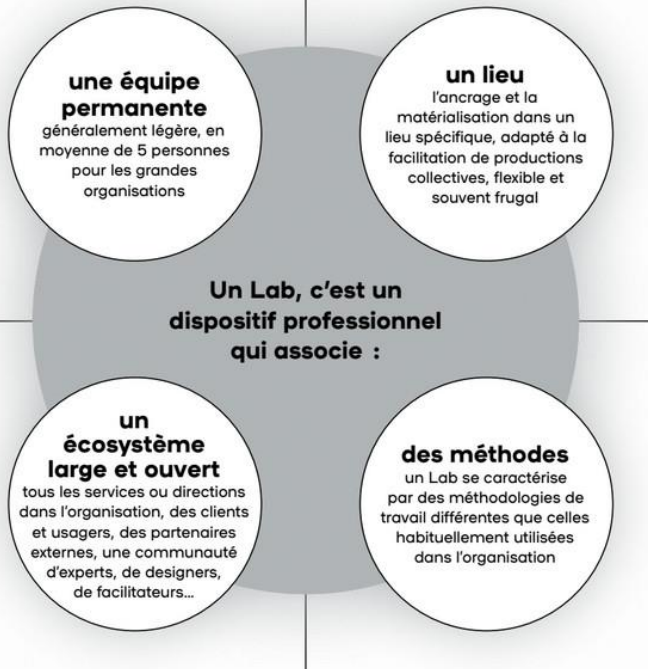 une équipe
permanente
généralement légère, en
moyenne de 5 personnes
pour les grandes
organisations
un lieu
l'ancrage et la
matérialisation dans un
lieu spécifique, adapté à la
facilitation de productions
collectives, flexible et
souvent frugal
Un Lab, c'est un
dispositif professionnel
qui associe :
un
écosystème
large et ouvert
tous les services ou directions
dans l'organisation, des clients
et usagers, des partenaires
externes, une communauté
d'experts, de designers,
de facilitateurs...
des méthodes
un Lab se caractérise
par des méthodologies de
travail différentes que celles
habituellement utilisées
dans l'organisation